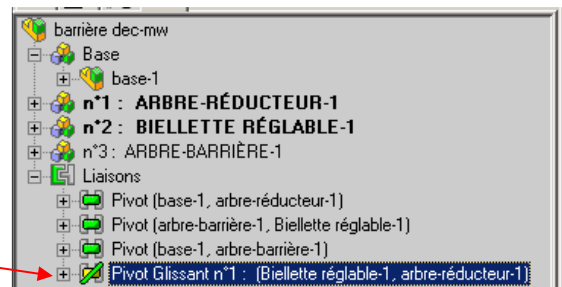 barrière dec-mw
Base
base-1
n°1 : ARBRE-RÉDUCTEUR-1
n°2 : BIELLETTE RÉGLABLE-1
n°3 : ARBRE-BARRIÈRE-1
Liaisons
Pivot (base-1, arbre-réducteur-1)
Pivot (arbre-barrière-1, Biellette réglable-1)
Pivot (base-1, arbre-barrière-1)
Pivot Glissant n°1 : (Biellette réglable-1, arbre-réducteur-1)